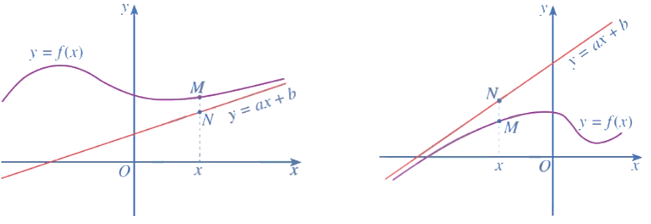 y
y = f(x)
M
N
y = ax + b
O
x
x
y
y = ax + b
N
M
y = f(x)
x
O
x